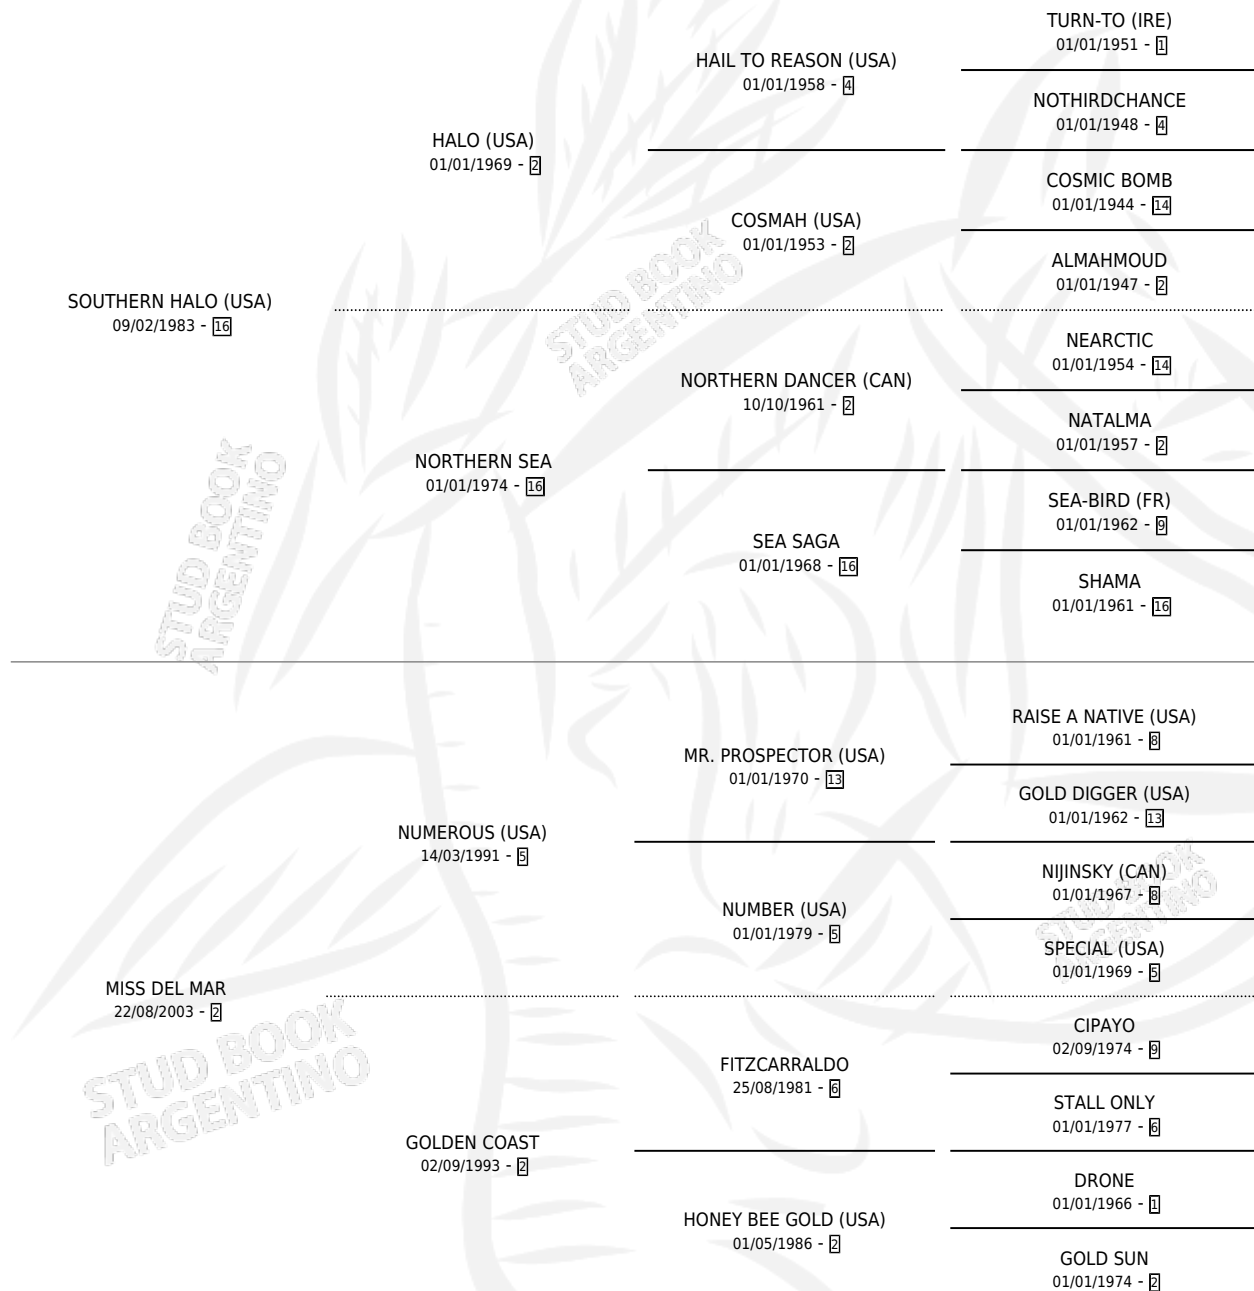 TURN-TO (IRE)
01/01/1951 - 1
HAIL TO REASON (USA)
01/01/1958 - 4
NOTHIRDCHANCE
01/01/1948 - 4
HALO (USA)
01/01/1969 - 2
COSMIC BOMB
01/01/1944 - 14
COSMAH (USA)
01/01/1953 - 2
ALMAHMOUD
01/01/1947 - 2
SOUTHERN HALO (USA)
09/02/1983 - 16
NEARCTIC
01/01/1954 - 14
NORTHERN DANCER (CAN)
10/10/1961 - 2
NATALMA
01/01/1957 - 2
NORTHERN SEA
01/01/1974 - 16
SEA-BIRD (FR)
01/01/1962 - 9
SEA SAGA
01/01/1968 - 16
SHAMA
01/01/1961 - 16
STUD BOOK
ARGENTINO
STUD BOOK
ARGENTINO
RAISE A NATIVE (USA)
01/01/1961 - 8
MR. PROSPECTOR (USA)
01/01/1970 - 13
GOLD DIGGER (USA)
01/01/1962 - 13
NUMEROUS (USA)
14/03/1991 - 5
NIJINSKY (CAN)
01/01/1967 - 8
NUMBER (USA)
01/01/1979 - 5
SPECIAL (USA)
01/01/1969 - 5
STUD BOOK
ARGENTINO
MISS DEL MAR
22/08/2003 - 2
CIPAYO
02/09/1974 - 9
FITZCARRALDO
25/08/1981 - 6
STALL ONLY
01/01/1977 - 6
GOLDEN COAST
02/09/1993 - 2
DRONE
01/01/1966 - 1
HONEY BEE GOLD (USA)
01/05/1986 - 2
GOLD SUN
01/01/1974 - 2
STUD BOOK
ARGENTINO